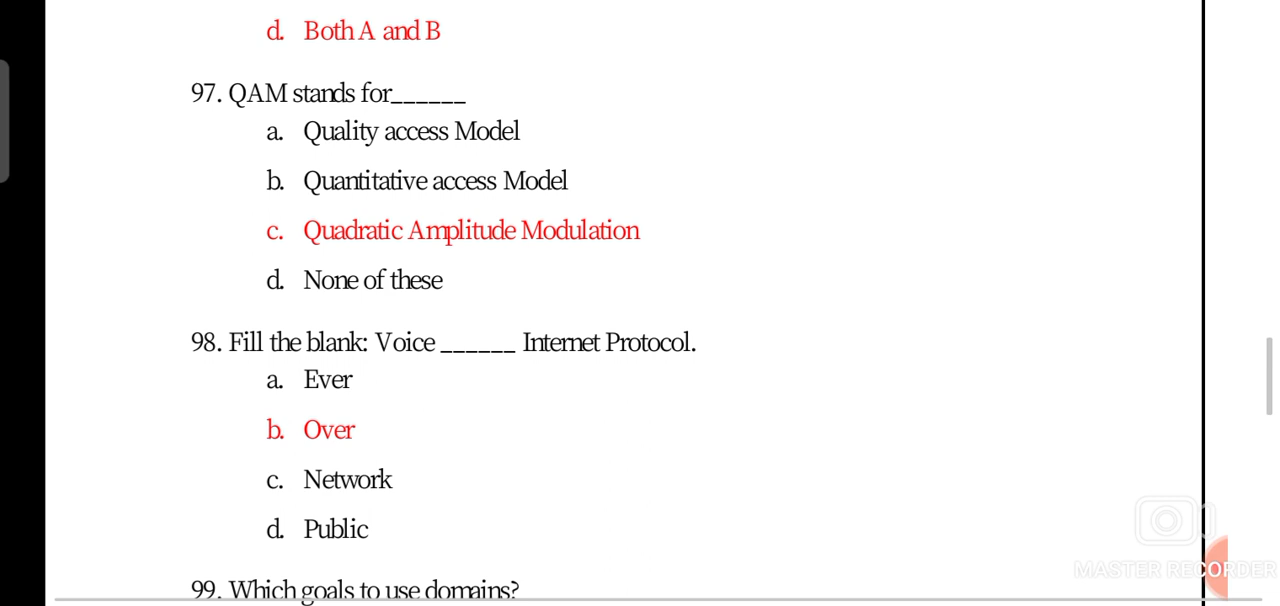 d. Both A and B
97. QAM stands for______
a. Quality access Model
b. Quantitative access Model
c. Quadratic Amplitude Modulation
d. None of these
98. Fill the blank: Voice ______ Internet Protocol.
a. Ever
b. Over
c. Network
d. Public
99. Which goals to use domains?
MASTER RECORDER